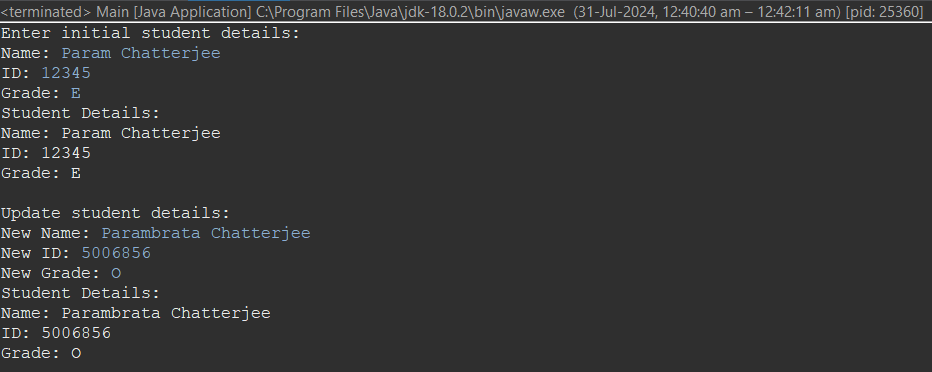 <terminated> Main [Java Application] C:\Program Files\Java\jdk-18.0.2\bin\javaw.exe (31-Jul-2024, 12:40:40 am – 12:42:11 am) [pid: 25360]
Enter initial student details:
Name: Param Chatterjee
ID: 12345
Grade: E
Student Details:
Name: Param Chatterjee
ID: 12345
Grade: E
Update student details:
New Name: Parambrata Chatterjee
New ID: 5006856
New Grade: O
Student Details:
Name: Parambrata Chatterjee
ID: 5006856
Grade: O